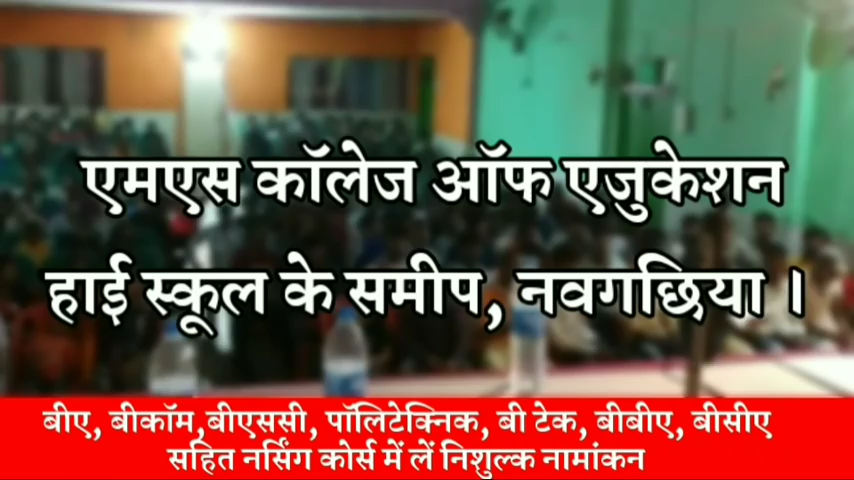 एमएस कॉलेज ऑफ एजुकेशन
हाई स्कूल के समीप, नवगछिया ।
बीए, बीकॉम,बीएससी, पॉलिटेक्निक, बी टेक, बीबीए, बीसीए
सहित नर्सिंग कोर्स में लें निशुल्क नामांकन